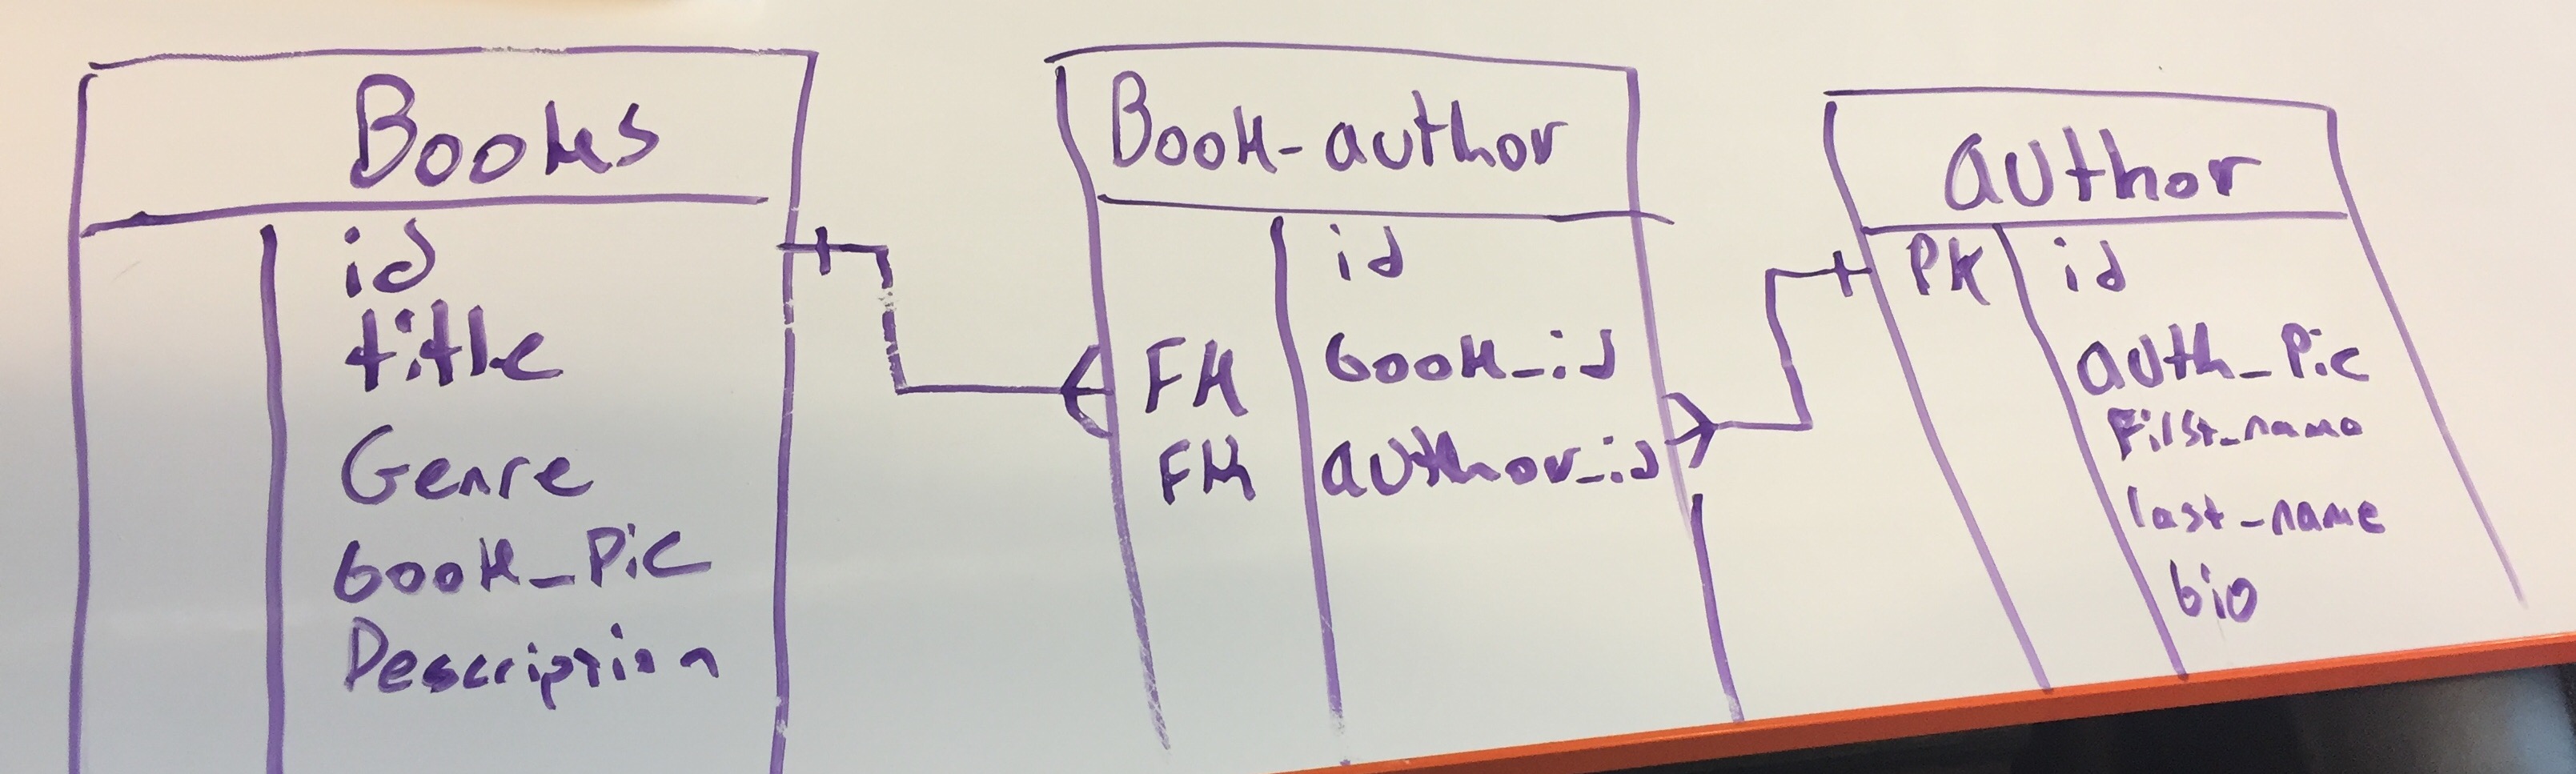 Books
id
title
Genre
book_Pic
Description
Book-author
id
FK book_id
FK author_id
author
PK id
auth_Pic
First_name
last_name
bio